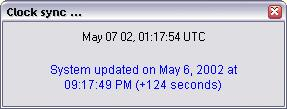 Clock sync ...
May 07 02, 01:17:54 UTC
System updated on May 6, 2002 at
09:17:49 PM (+124 seconds)